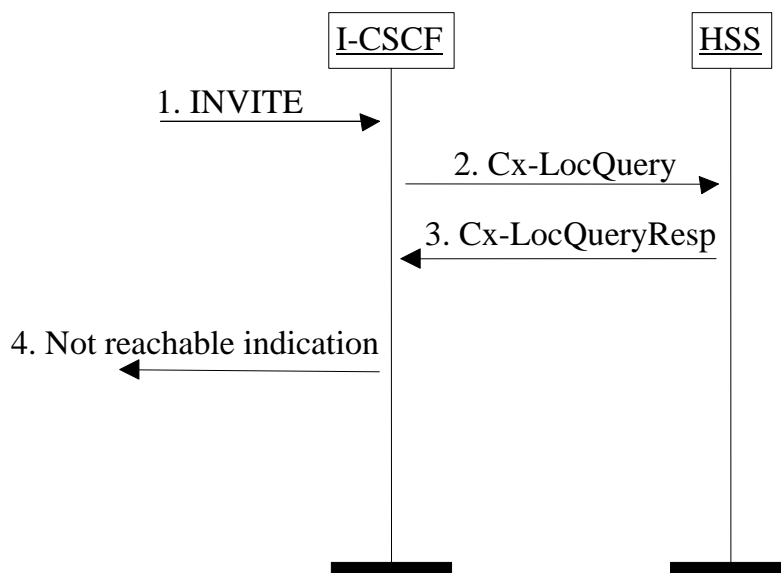 I-CSCF
HSS
1. INVITE
2. Cx-LocQuery
3. Cx-LocQueryResp
4. Not reachable indication